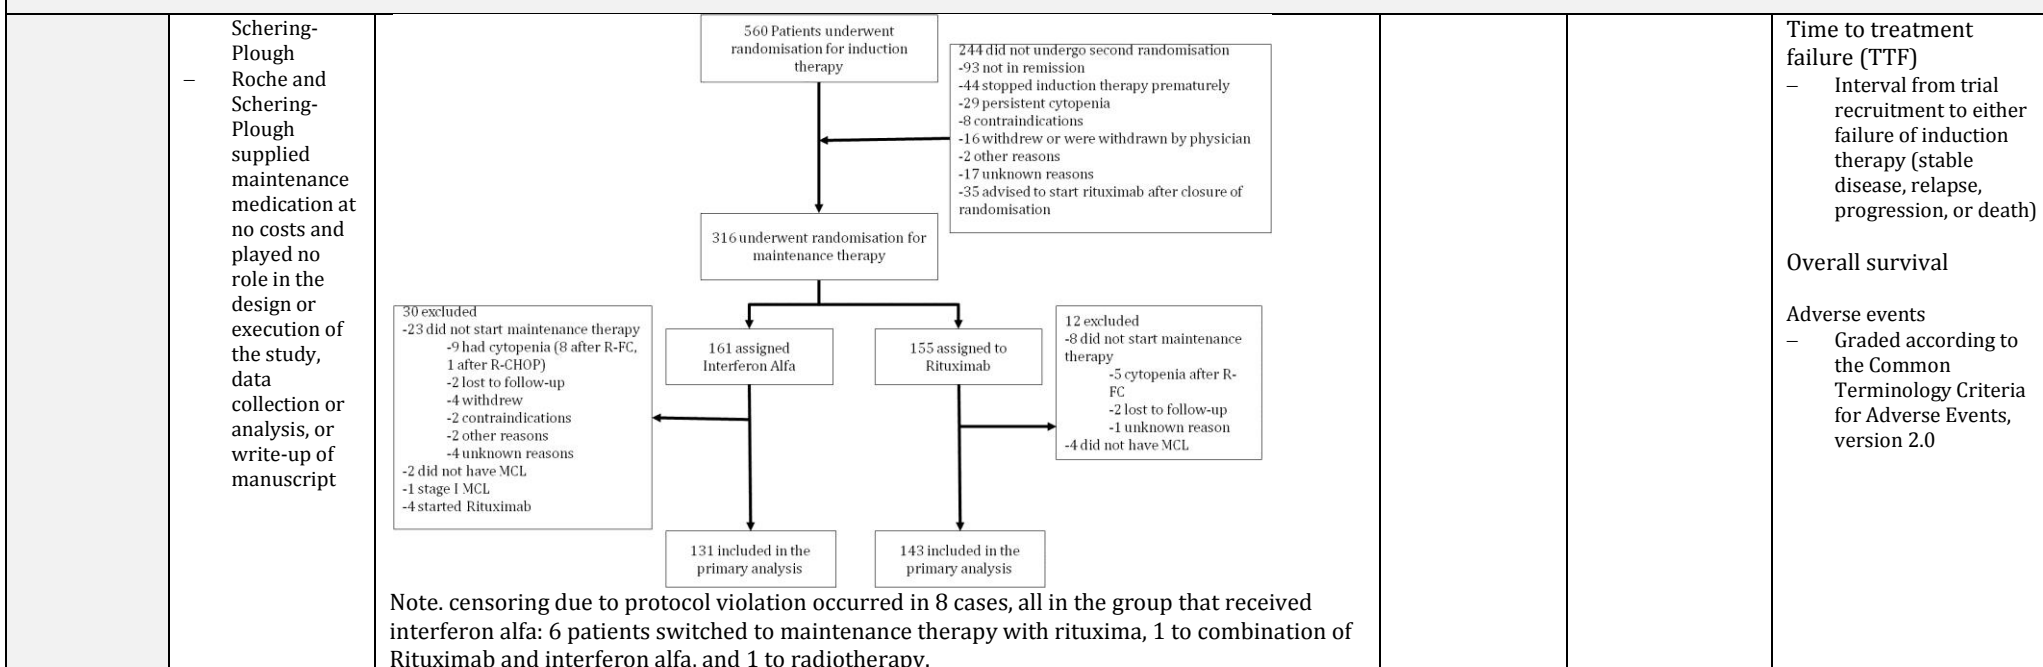 Schering-
Plough
– Roche and
Schering-
Plough
supplied
maintenance
medication at
no costs and
played no
role in the
design or
execution of
the study,
data
collection or
analysis, or
write-up of
manuscript
560 Patients underwent
randomisation for induction
therapy
244 did not undergo second randomisation
-93 not in remission
-44 stopped induction therapy prematurely
-29 persistent cytopenia
-8 contraindications
-16 withdrew or were withdrawn by physician
-2 other reasons
-17 unknown reasons
-35 advised to start rituximab after closure of
randomisation
316 underwent randomisation for
maintenance therapy
30 excluded
-23 did not start maintenance therapy
-9 had cytopenia (8 after R-FC,
1 after R-CHOP)
-2 lost to follow-up
-4 withdrew
-2 contraindications
-2 other reasons
-4 unknown reasons
-2 did not have MCL
-1 stage I MCL
-4 started Rituximab
161 assigned
Interferon Alfa
155 assigned to
Rituximab
12 excluded
-8 did not start maintenance
therapy
-5 cytopenia after R-
FC
-2 lost to follow-up
-1 unknown reason
-4 did not have MCL
131 included in the
primary analysis
143 included in the
primary analysis
Note. censoring due to protocol violation occurred in 8 cases, all in the group that received
interferon alfa: 6 patients switched to maintenance therapy with rituxima, 1 to combination of
Rituximab and interferon alfa, and 1 to radiotherapy.
Time to treatment
failure (TTF)
– Interval from trial
recruitment to either
failure of induction
therapy (stable
disease, relapse,
progression, or death)
Overall survival
Adverse events
– Graded according to
the Common
Terminology Criteria
for Adverse Events,
version 2.0